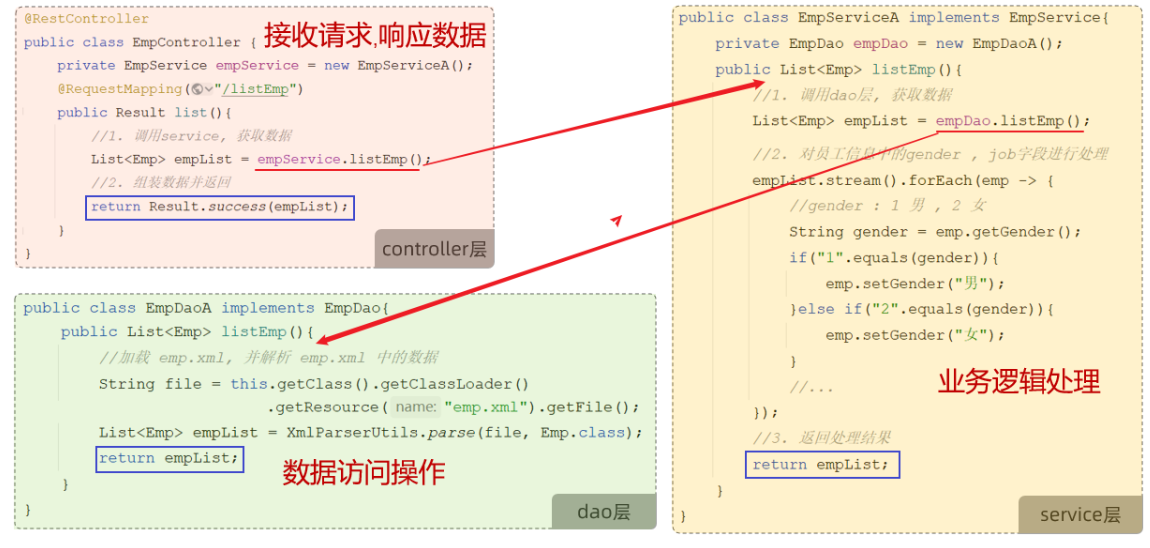 @RestController
public class EmpController {
接收请求,响应数据
private EmpService empService = new EmpServiceA();
@RequestMapping("/listEmp")
public Result list(){
//1. 调用service, 获取数据
List<Emp> empList = empService.listEmp();
//2. 组装数据并返回
return Result.success(empList);
}
}
controller层
public class EmpDaoA implements EmpDao{
public List<Emp> listEmp(){
//加载 emp.xml, 并解析 emp.xml 中的数据
String file = this.getClass().getClassLoader()
.getResource( name: "emp.xml").getFile();
List<Emp> empList = XmlParserUtils.parse(file, Emp.class);
return empList;
数据访问操作
}
}
dao层
public class EmpServiceA implements EmpService{
private EmpDao empDao = new EmpDaoA();
public List<Emp> listEmp(){
//1. 调用dao层, 获取数据
List<Emp> empList = empDao.listEmp();
//2. 对员工信息中的gender , job字段进行处理
empList.stream().forEach(emp -> {
//gender : 1 男 , 2 女
String gender = emp.getGender();
if("1".equals(gender)){
emp.setGender("男");
}else if("2".equals(gender)){
emp.setGender("女");
}
//...
业务逻辑处理
});
//3. 返回处理结果
return empList;
}
}
service层